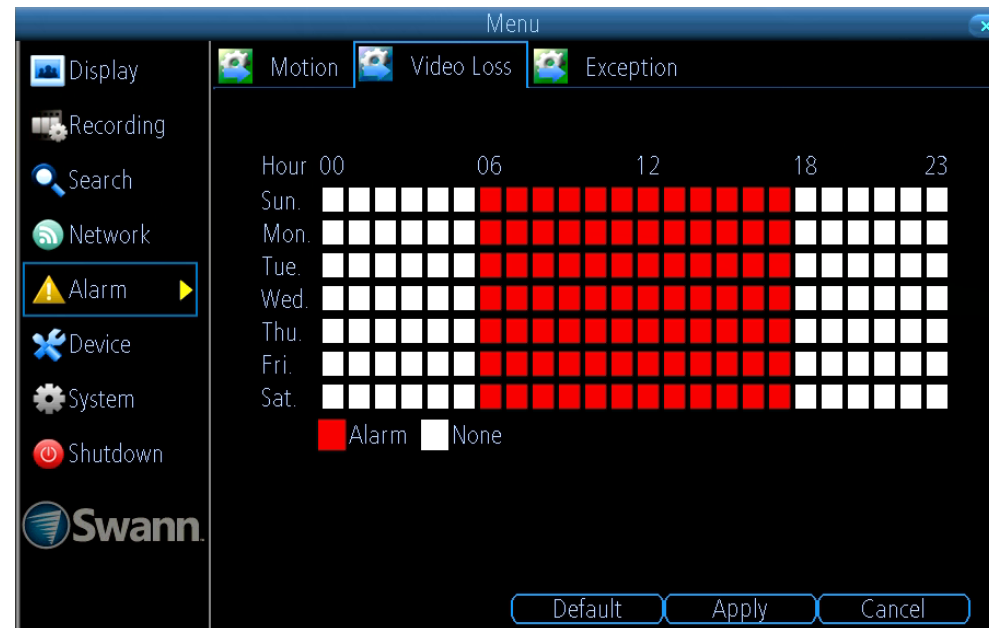 Menu
Display
Recording
Search
Network
Alarm
Device
System
Shutdown
Swann.
Motion Video Loss Exception
Hour 00 06 12 18 23
Sun.
Mon.
Tue.
Wed.
Thu.
Fri.
Sat.
Alarm None
Default Apply Cancel